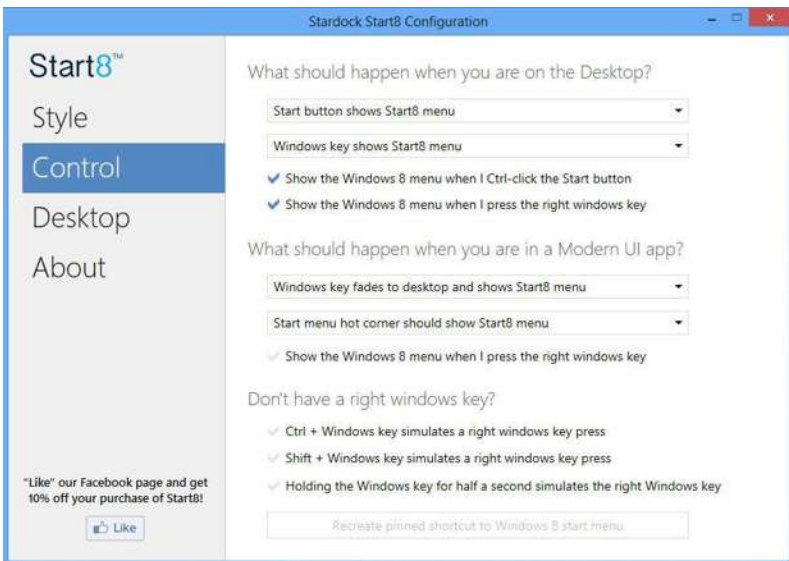 Stardock Start8 Configuration
Start8™
Style
Control
Desktop
About
"Like" our Facebook page and get
10% off your purchase of Start8!
Like
What should happen when you are on the Desktop?
Start button shows Start8 menu
Windows key shows Start8 menu
Show the Windows 8 menu when I Ctrl-click the Start button
Show the Windows 8 menu when I press the right windows key
What should happen when you are in a Modern UI app?
Windows key fades to desktop and shows Start8 menu
Start menu hot corner should show Start8 menu
Show the Windows 8 menu when I press the right windows key
Don't have a right windows key?
Ctrl + Windows key simulates a right windows key press
Shift + Windows key simulates a right windows key press
Holding the Windows key for half a second simulates the right Windows key
Recreate pinned shortcut to Windows 8 start menu